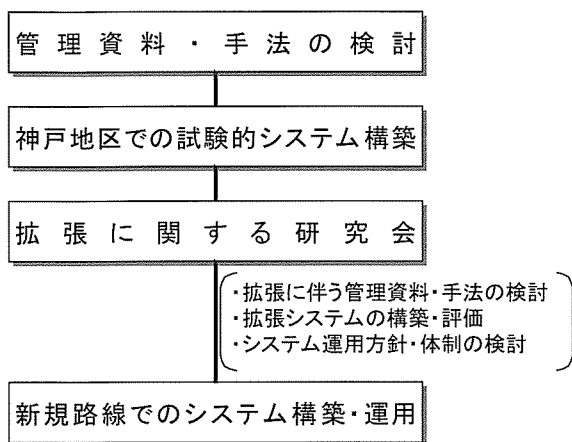 管理資料・手法の検討
神戸地区での試験的システム構築
拡張に関する研究会
・拡張に伴う管理資料・手法の検討
・拡張システムの構築・評価
・システム運用方針・体制の検討
新規路線でのシステム構築・運用